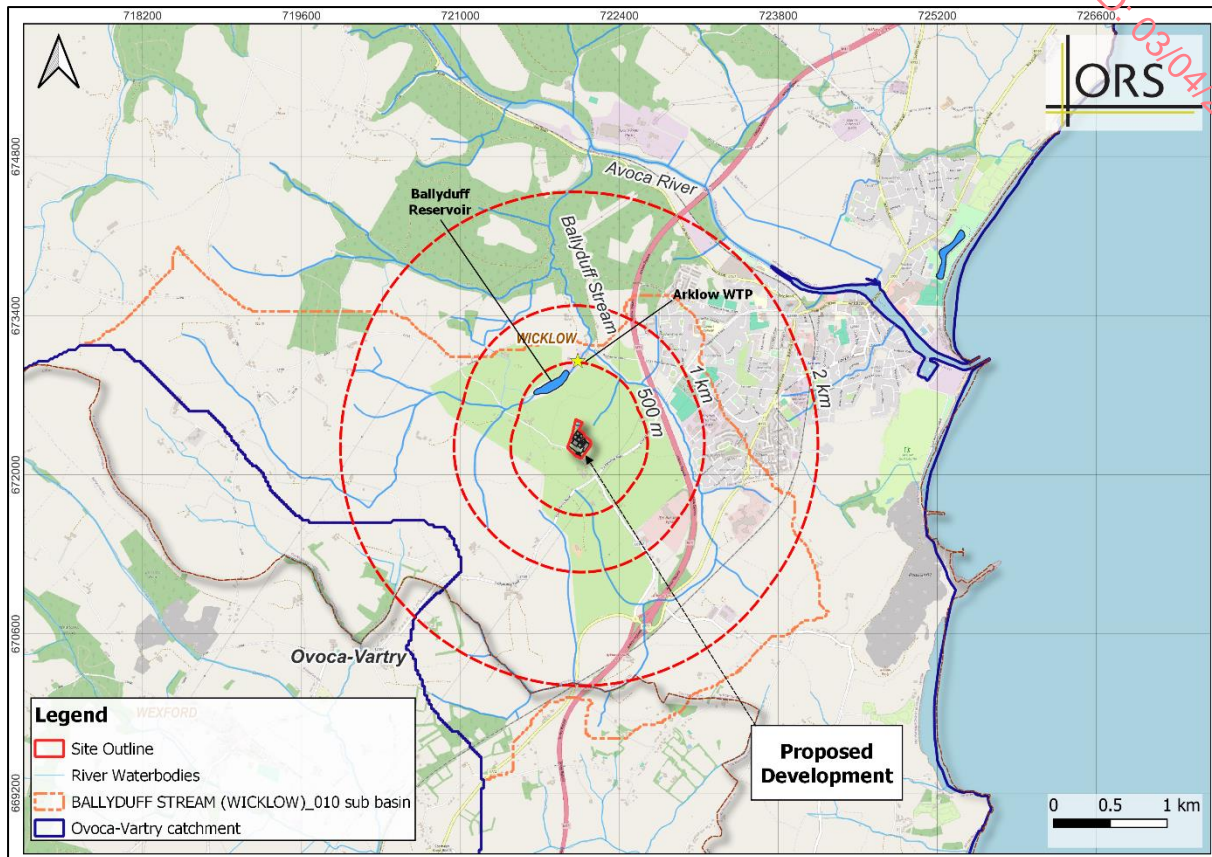 718200
719600
721000
722400
723800
725200
726600
03/04/
ORS
674800
673400
672000
670600
669200
Avoca River
Ballyduff
Reservoir
Ballyduff Stream
Arklow WTP
WICKLOW
500 m
1 km
2 km
Ovoca-Vartry
WEXFORD
Legend
Site Outline
River Waterbodies
BALLYDUFF STREAM (WICKLOW)_010 sub basin
Ovoca-Vartry catchment
Proposed
Development
0 0.5 1 km